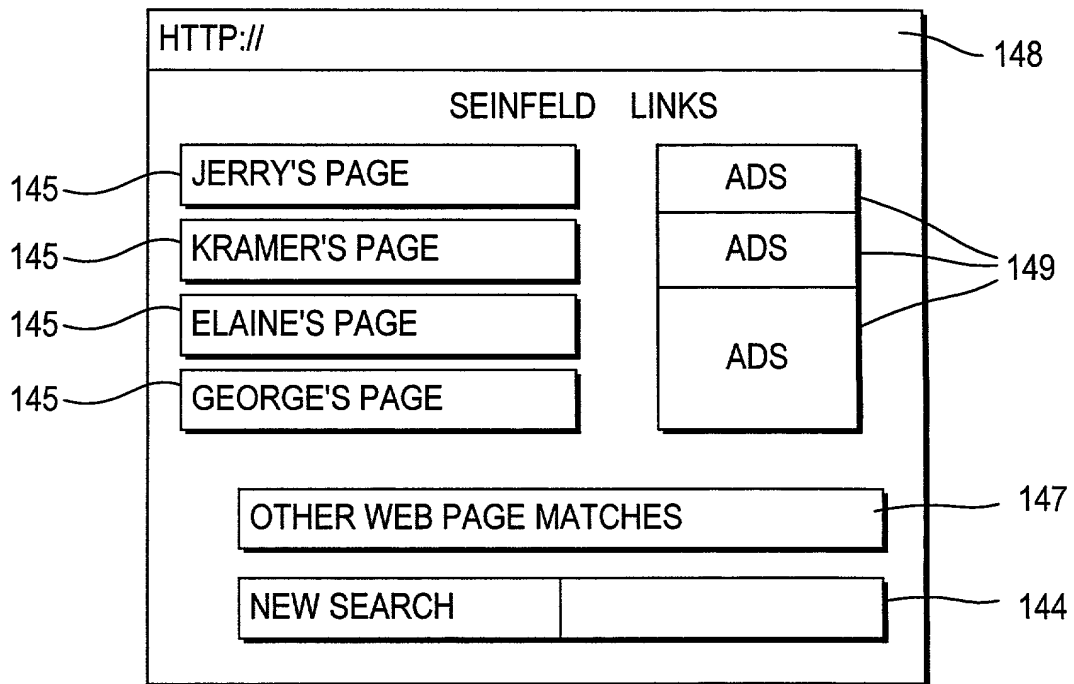 HTTP://
148
SEINFELD LINKS
145
JERRY'S PAGE
ADS
145
KRAMER'S PAGE
ADS
149
145
ELAINE'S PAGE
ADS
145
GEORGE'S PAGE
OTHER WEB PAGE MATCHES
147
NEW SEARCH
144